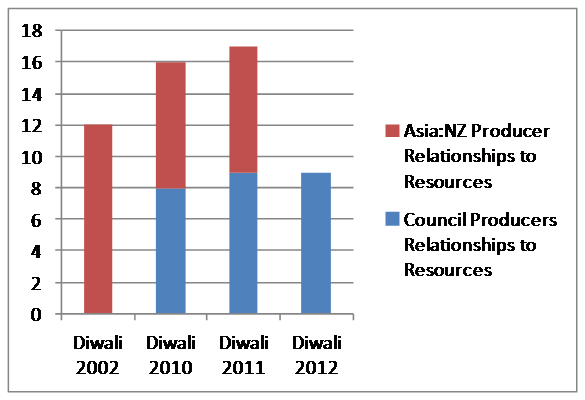 18
16
14
12
10
8
6
4
2
0
Diwali
2002
Diwali
2010
Diwali
2011
Diwali
2012
Asia:NZ Producer
Relationships to
Resources
Council Producers
Relationships to
Resources